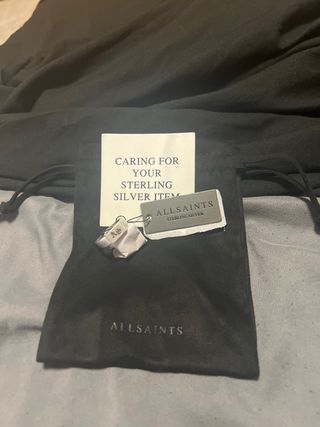 CARING FOR
YOUR
STERLING
SILVER ITEM
ALLSAINTS
STERLING SILVER
ALLSAINTS